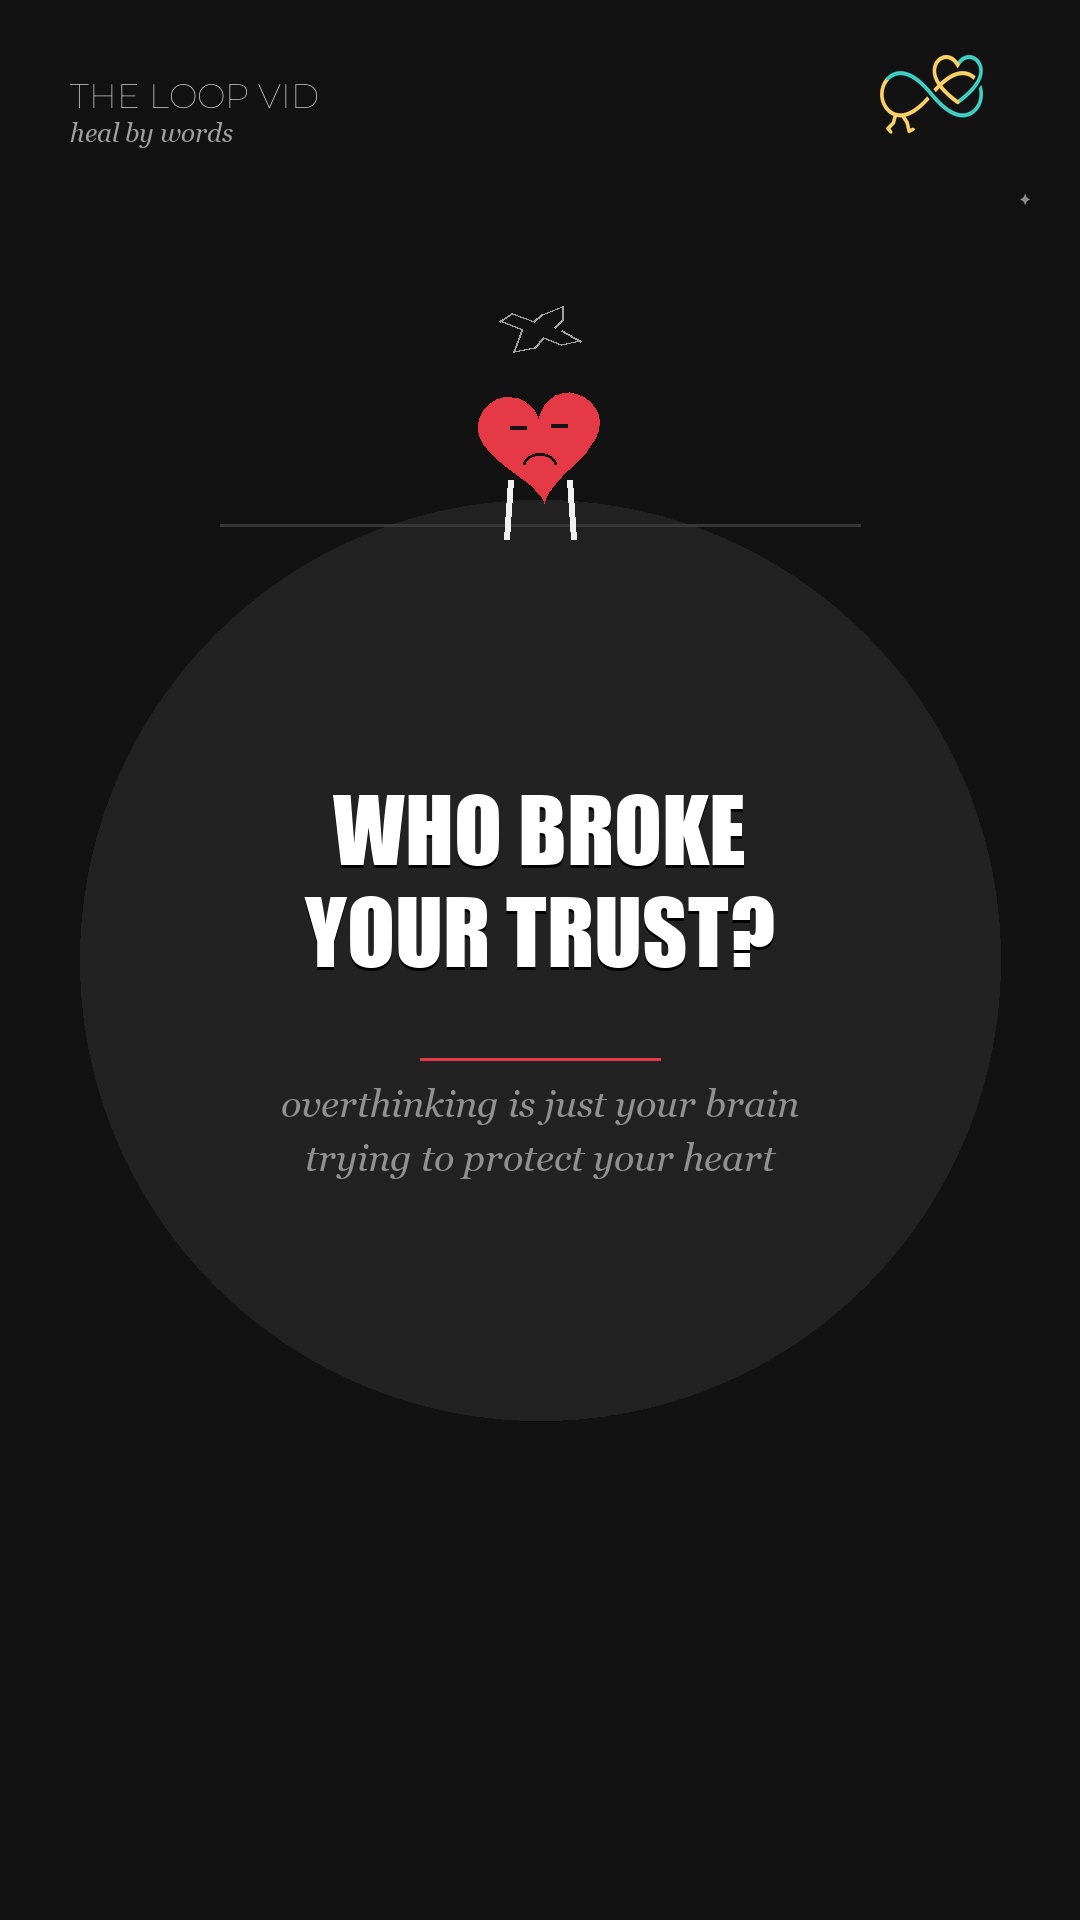 THE LOOP VID
heal by words
WHO BROKE
YOUR TRUST?
overthinking is just your brain
trying to protect your heart